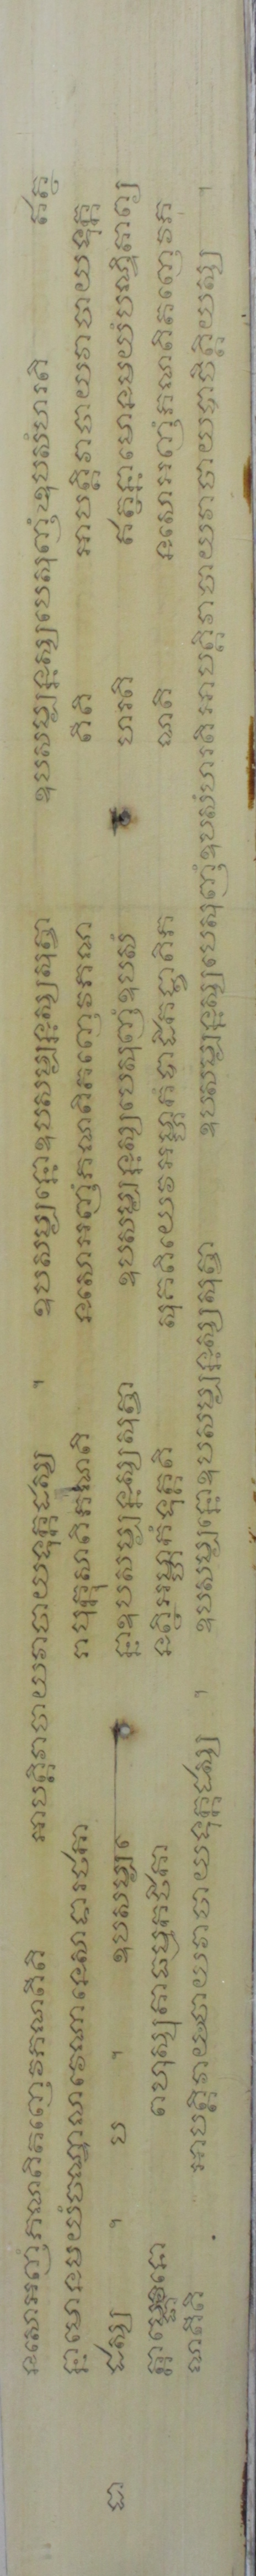 នសោអញ្ញំភណតិតញ្ញេវភណតីតិ អាបត្តិវាចាយវាចាយទុក្កដស្ស ។ ឧបសម្បន្នោឧបសម្បន្នស្សសុត្វា ឧបសម្បន្នស្សបេសុញ្ញំឧបសំហរតិ ឥត្ថ
ន្នាមោនមយំចណ្ឌាលាវេណានេសាទារថការា បុក្កុសាតិភណតិ នសោអញ្ញំភណតិតញ្ញេវភណ តីតិ អាបត្តិវាចាយវាចាយទុក្ក
ដស្ស ។ ប ។ ឧបសម្បន្នោឧបសម្បន្នស្សសុត្វា ឧបសម្បន្នស្សបេសុញ្ញំឧបសំ ហរតិ ឥត្ថន្នាមោនមយំបណ្ឌិតាព្យ
ត្តាមេធាវិនោ ពហុស្សុតាធម្មកថិកា នត្ថិអម្ហាកំទុគ្គតិ សុគតិយេវអម្ហាកំបាដិកង្ខាតិភ ណតិ នសោអញ្ញំភណតិតញ្ញេវភ
ណតីតិ អាបត្តិវាចាយវាចាយទុក្កដស្ស ។ ឧបសម្បន្នោឧបសម្បន្នស្សសុត្វា ឧបសម្បន្នស្សបេសុញ្ញំឧបសំហរតិ អាបត្តិវាចាយវាចាយបាចិត្តិយស្ស ។